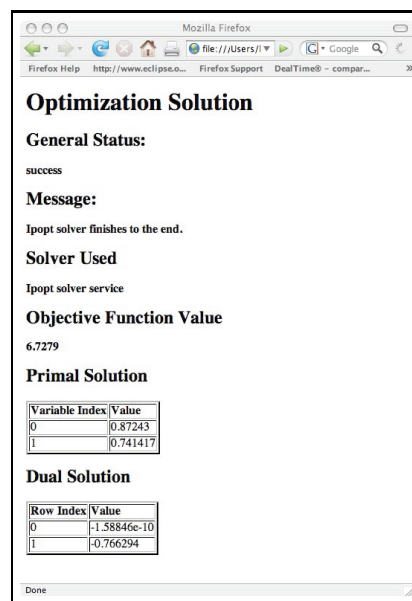 Mozilla Firefox
file:///Users/l
G Google
Firefox Help http://www.eclipse.o... Firefox Support DealTime® – compar... »
Optimization Solution
General Status:
success
Message:
Ipopt solver finishes to the end.
Solver Used
Ipopt solver service
Objective Function Value
6.7279
Primal Solution
Variable Index Value
0 0.87243
1 0.741417
Dual Solution
Row Index Value
0 -1.58846e-10
1 -0.766294
Done